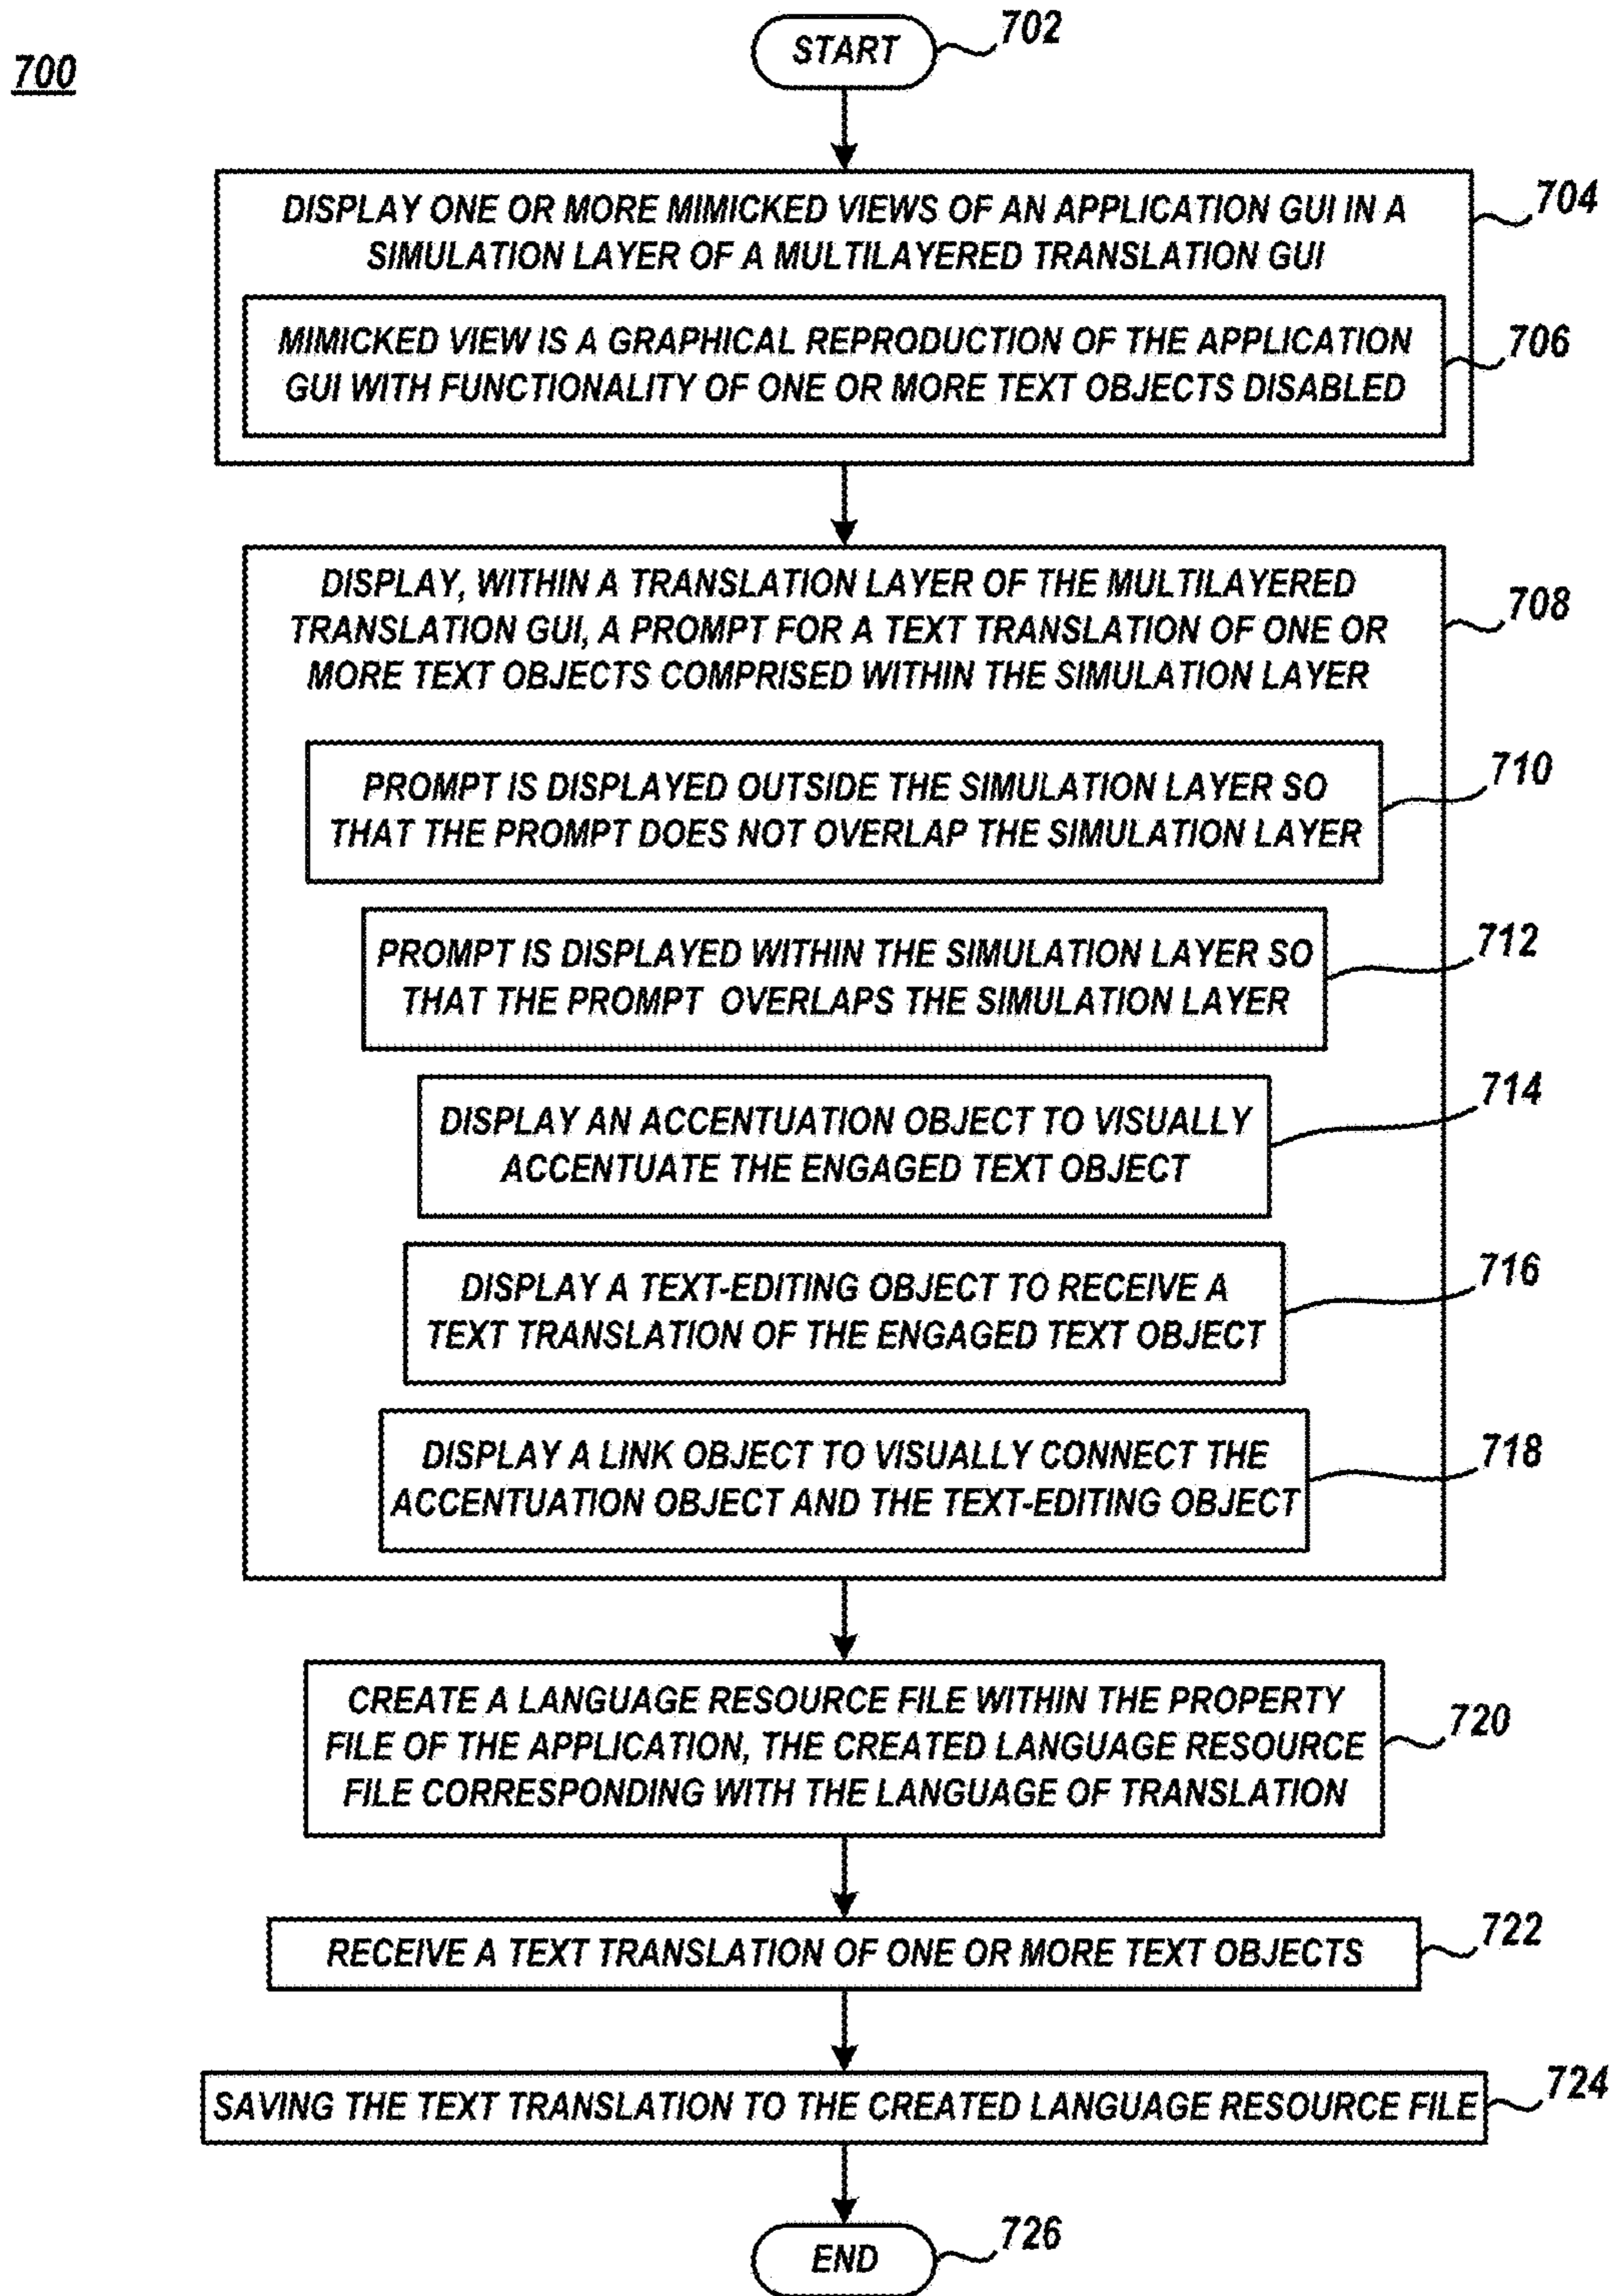 700
START
702
DISPLAY ONE OR MORE MIMICKED VIEWS OF AN APPLICATION GUI IN A
SIMULATION LAYER OF A MULTILAYERED TRANSLATION GUI
704
MIMICKED VIEW IS A GRAPHICAL REPRODUCTION OF THE APPLICATION
GUI WITH FUNCTIONALITY OF ONE OR MORE TEXT OBJECTS DISABLED
706
DISPLAY, WITHIN A TRANSLATION LAYER OF THE MULTILAYERED
TRANSLATION GUI, A PROMPT FOR A TEXT TRANSLATION OF ONE OR
MORE TEXT OBJECTS COMPRISED WITHIN THE SIMULATION LAYER
708
PROMPT IS DISPLAYED OUTSIDE THE SIMULATION LAYER SO
THAT THE PROMPT DOES NOT OVERLAP THE SIMULATION LAYER
710
PROMPT IS DISPLAYED WITHIN THE SIMULATION LAYER SO
THAT THE PROMPT OVERLAPS THE SIMULATION LAYER
712
DISPLAY AN ACCENTUATION OBJECT TO VISUALLY
ACCENTUATE THE ENGAGED TEXT OBJECT
714
DISPLAY A TEXT-EDITING OBJECT TO RECEIVE A
TEXT TRANSLATION OF THE ENGAGED TEXT OBJECT
716
DISPLAY A LINK OBJECT TO VISUALLY CONNECT THE
ACCENTUATION OBJECT AND THE TEXT-EDITING OBJECT
718
CREATE A LANGUAGE RESOURCE FILE WITHIN THE PROPERTY
FILE OF THE APPLICATION, THE CREATED LANGUAGE RESOURCE
FILE CORRESPONDING WITH THE LANGUAGE OF TRANSLATION
720
RECEIVE A TEXT TRANSLATION OF ONE OR MORE TEXT OBJECTS
722
SAVING THE TEXT TRANSLATION TO THE CREATED LANGUAGE RESOURCE FILE
724
END
726